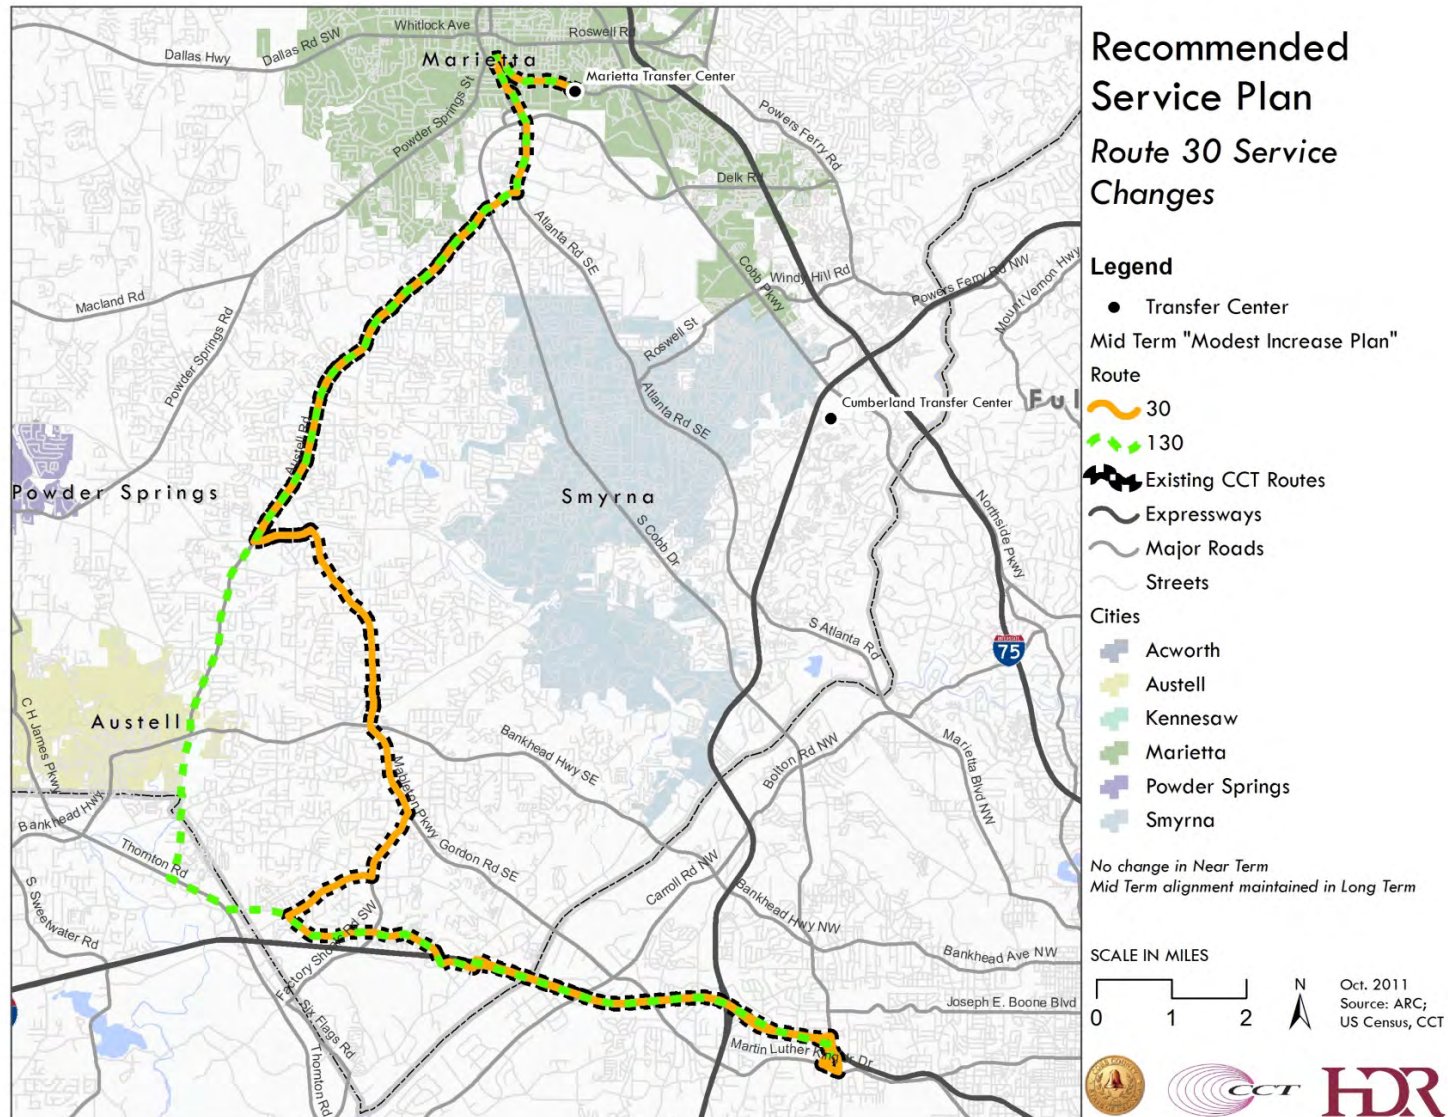 Recommended
Service Plan
Route 30 Service
Changes
Legend
Transfer Center
Mid Term "Modest Increase Plan"
Route
30
130
Existing CCT Routes
Expressways
Major Roads
Streets
Cities
Acworth
Austell
Kennesaw
Marietta
Powder Springs
Smyrna
No change in Near Term
Mid Term alignment maintained in Long Term
SCALE IN MILES
0 1 2
N
Oct. 2011
Source: ARC;
US Census, CCT
CCT
HDR
Whitlock Ave
Roswell Rd
Dallas Hwy
Dallas Rd SW
Marietta
Marietta Transfer Center
Powder Springs St
Powers Ferry Rd
Delk Rd
Atlanta Rd SE
Cobb Pkwy
Windy Hill Rd
Powers Ferry Rd NW
Mount Vernon Hwy
Macland Rd
Powder Springs Rd
Roswell St
Atlanta Rd SE
Cumberland Transfer Center
Ful
Austell Rd
Powder Springs
Smyrna
S Cobb Dr
Northside Pkwy
S Atlanta Rd
INTERSTATE
75
C H James Pkwy
Austell
Bankhead Hwy SE
Bolton Rd NW
Marietta Blvd NW
Bankhead Hwy
Mableton Pkwy
Thornton Rd
Gordon Rd SE
Carroll Rd NW
Bankhead Hwy NW
S Sweetwater Rd
Factory Shoals Rd SW
Bankhead Ave NW
Six Flags Rd
Joseph E. Boone Blvd
Thornton Rd
Martin Luther King Jr Dr